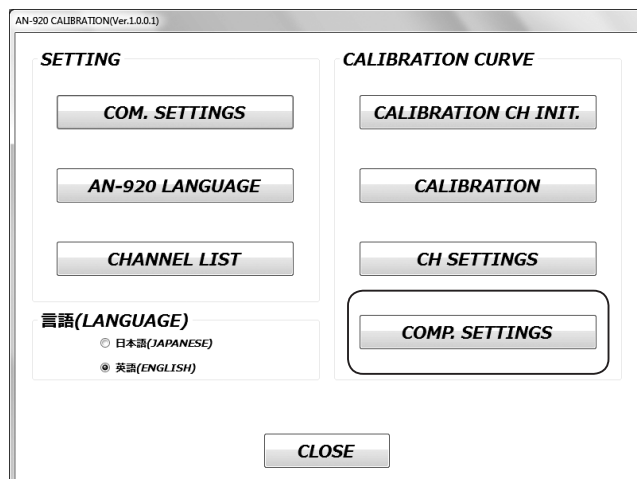 AN-920 CALIBRATION(Ver.1.0.0.1)
SETTING
COM. SETTINGS
AN-920 LANGUAGE
CHANNEL LIST
言語(LANGUAGE)
日本語(JAPANESE)
英語(ENGLISH)
CALIBRATION CURVE
CALIBRATION CH INIT.
CALIBRATION
CH SETTINGS
COMP. SETTINGS
CLOSE